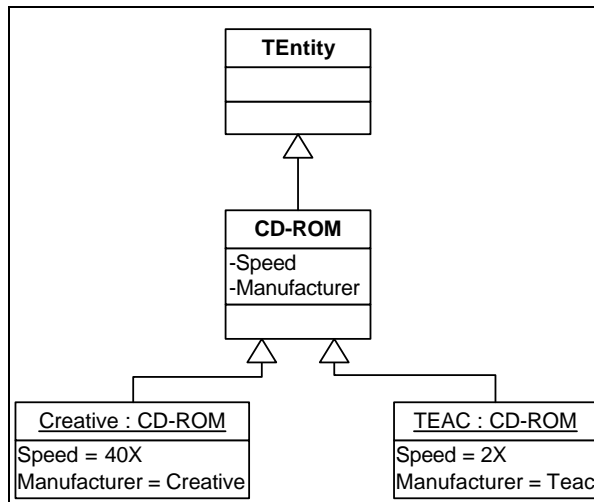 TEntity
CD-ROM
-Speed
-Manufacturer
Creative : CD-ROM
Speed = 40X
Manufacturer = Creative
TEAC : CD-ROM
Speed = 2X
Manufacturer = Teac